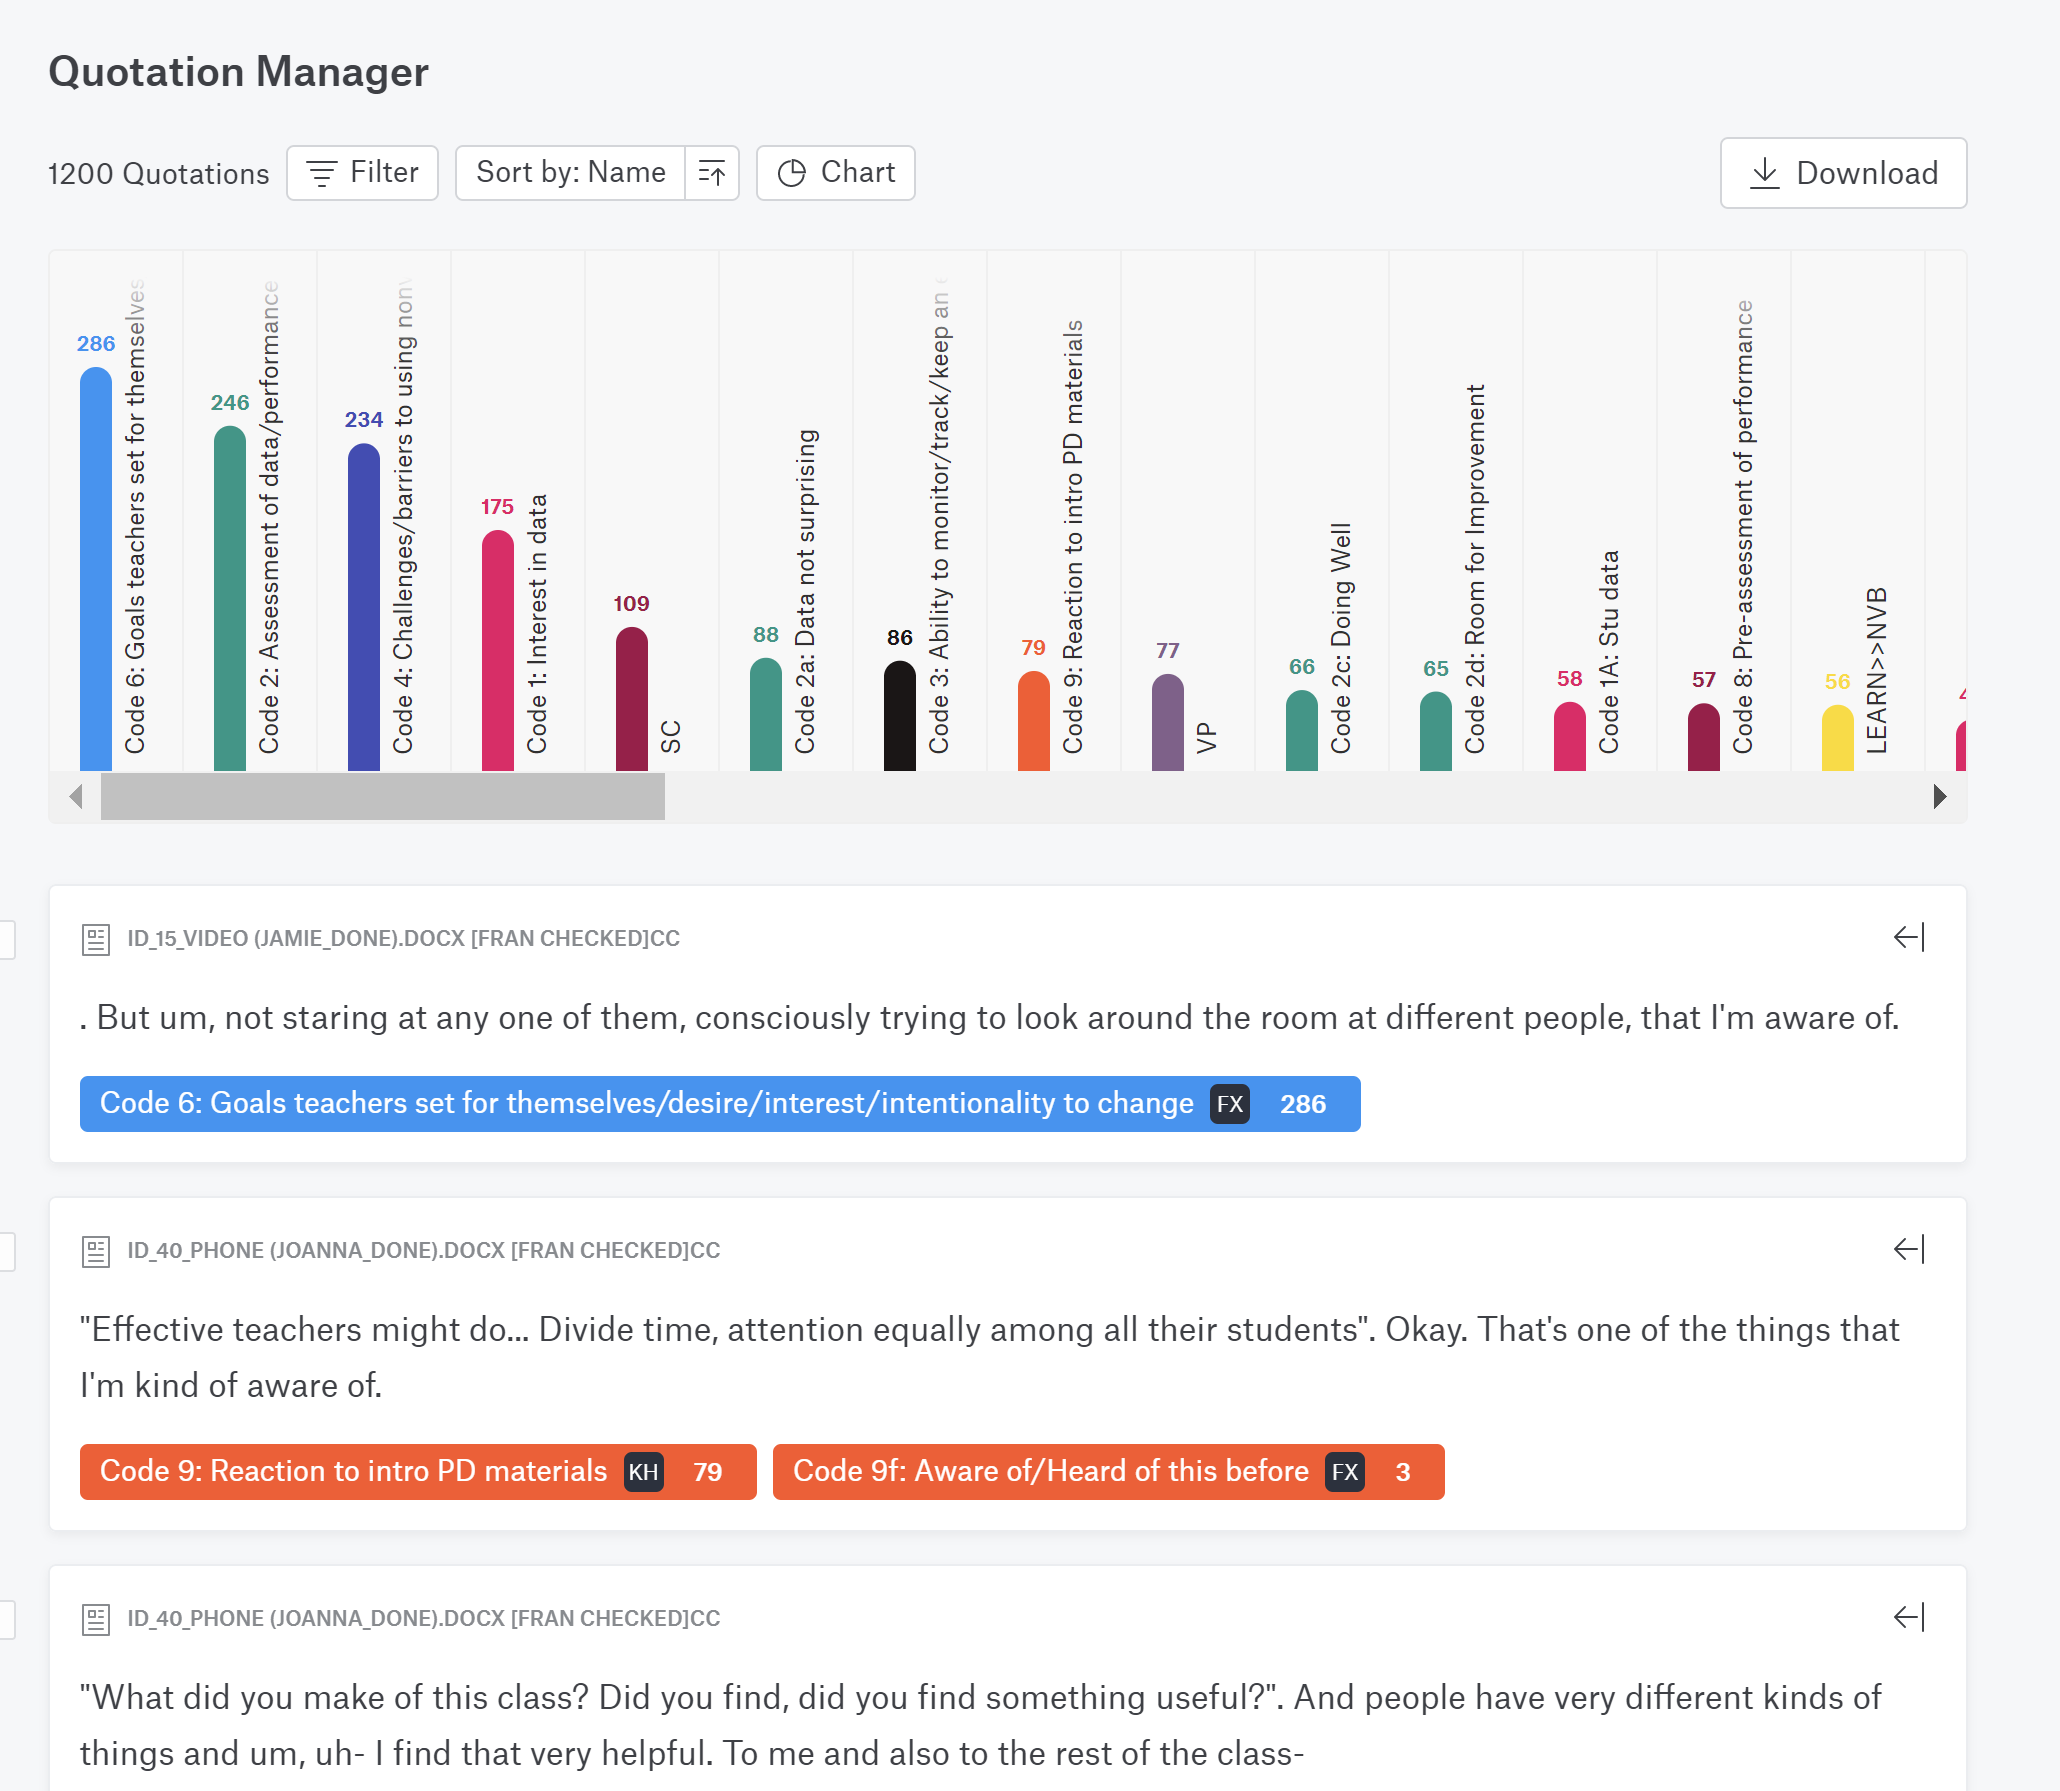 Quotation Manager
1200 Quotations
Filter
Sort by: Name
Chart
Download
286
Code 6: Goals teachers set for themselves
246
Code 2: Assessment of data/performance
234
Code 4: Challenges/barriers to using
175
Code 1: Interest in data
109
SC
88
Code 2a: Data not surprising
86
Code 3: Ability to monitor/track/keep an
79
Code 9: Reaction to intro PD materials
77
VP
66
Code 2c: Doing Well
65
Code 2d: Room for Improvement
58
Code 1A: Stu data
57
Code 8: Pre-assessment of performance
56
LEARN>>NVB
ID_15_VIDEO (JAMIE_DONE).DOCX [FRAN CHECKED]CC
. But um, not staring at any one of them, consciously trying to look around the room at different people, that I'm aware of.
Code 6: Goals teachers set for themselves/desire/interest/intentionality to change FX 286
ID_40_PHONE (JOANNA_DONE).DOCX [FRAN CHECKED]CC
"Effective teachers might do... Divide time, attention equally among all their students". Okay. That's one of the things that
I'm kind of aware of.
Code 9: Reaction to intro PD materials KH 79
Code 9f: Aware of/Heard of this before FX 3
ID_40_PHONE (JOANNA_DONE).DOCX [FRAN CHECKED]CC
"What did you make of this class? Did you find, did you find something useful?". And people have very different kinds of
things and um, uh- I find that very helpful. To me and also to the rest of the class-